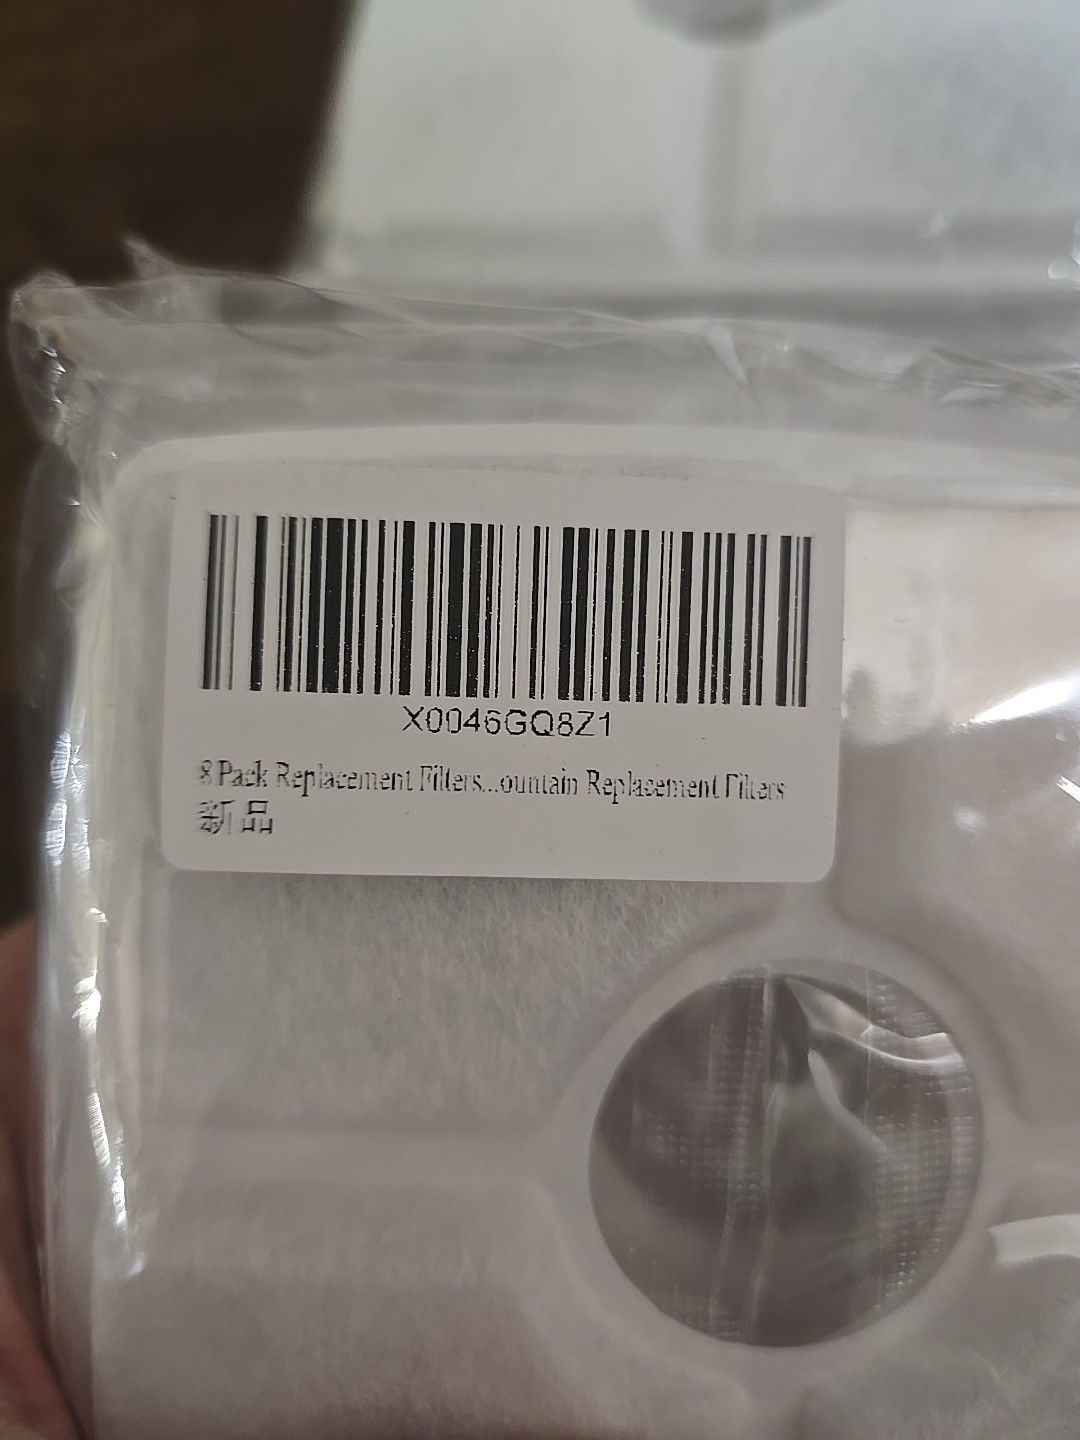 X0046GQ8Z1
8 Pack Replacement Filters...ountain Replacement Filters
新品